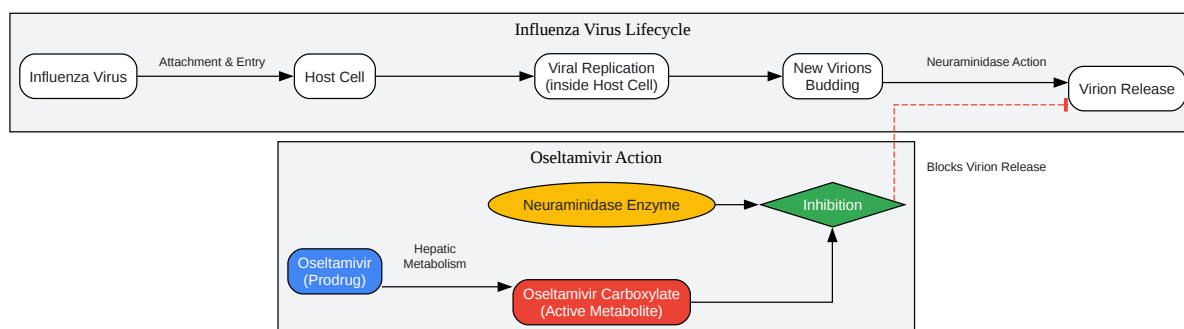 Influenza Virus Lifecycle
Influenza Virus
Attachment & Entry
Host Cell
Viral Replication
(inside Host Cell)
New Virions
Budding
Neuraminidase Action
Virion Release
Oseltamivir Action
Blocks Virion Release
Neuraminidase Enzyme
Inhibition
Oseltamivir
(Prodrug)
Hepatic
Metabolism
Oseltamivir Carboxylate
(Active Metabolite)